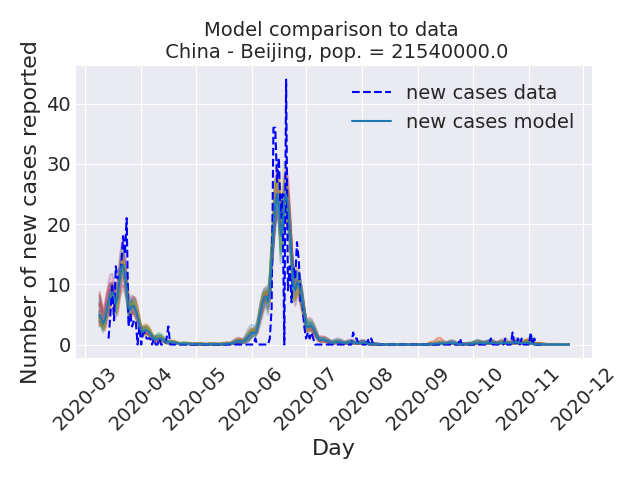 Model comparison to data
China - Beijing, pop. = 21540000.0
Number of new cases reported
40
30
20
10
0
new cases data
new cases model
2020-03
2020-04
2020-05
2020-06
2020-07
2020-08
2020-09
2020-10
2020-11
2020-12
Day